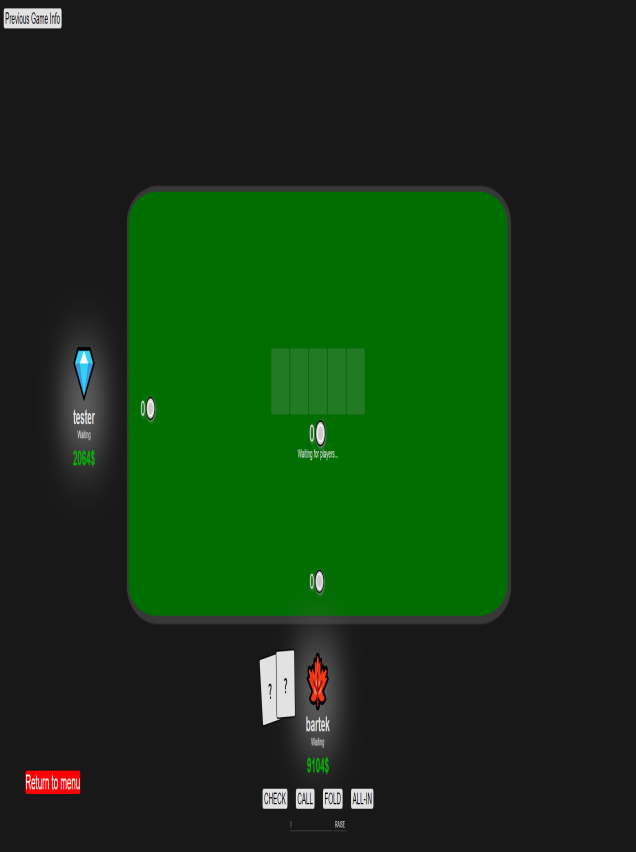 Previous Game Info
0
Waiting for players...
tester
Waiting
2064$
0
0
? ?
bartek
Waiting
9104$
Return to menu
CHECK CALL FOLD ALL-IN
RAISE